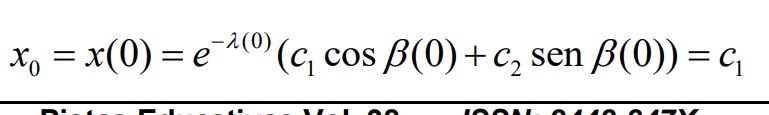 x₀ = x(0) = e^{-λ(0)} (c₁ cos β(0) + c₂ sen β(0)) = c₁